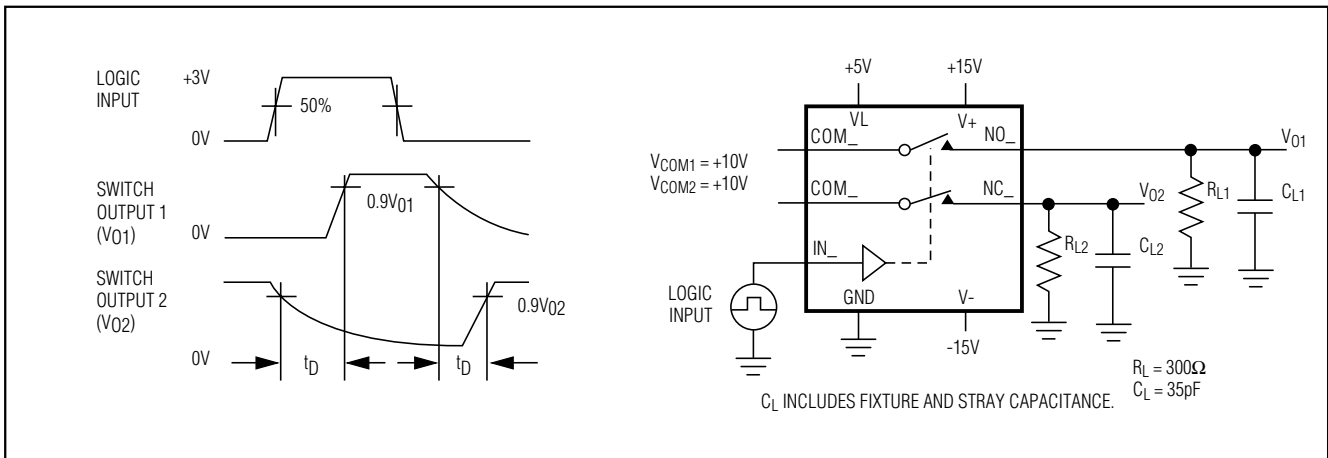 LOGIC
INPUT
+3V
0V
50%
SWITCH
OUTPUT 1
(VO1)
0V
0.9VO1
SWITCH
OUTPUT 2
(VO2)
0V
0.9VO2
tD
tD
+5V
+15V
VL
V+
COM_
NO_
VO1
VCOM1 = +10V
VCOM2 = +10V
COM_
NC_
VO2
RL1
CL1
RL2
CL2
IN_
LOGIC
INPUT
GND
V-
-15V
RL = 300Ω
CL = 35pF
CL INCLUDES FIXTURE AND STRAY CAPACITANCE.